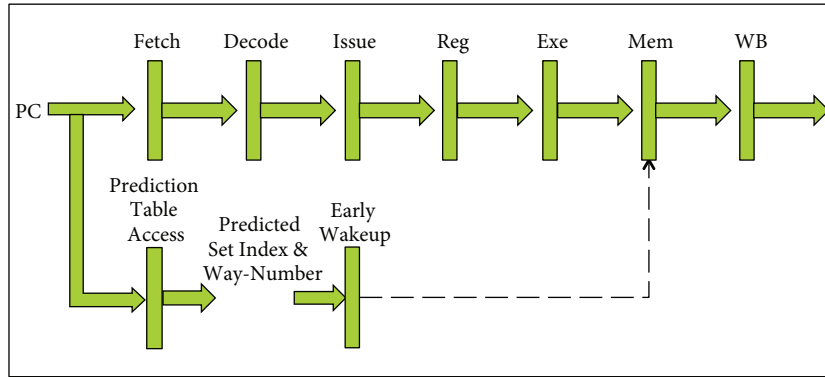 Fetch
Decode
Issue
Reg
Exe
Mem
WB
PC
Prediction
Table
Access
Predicted
Set Index &
Way-Number
Early
Wakeup